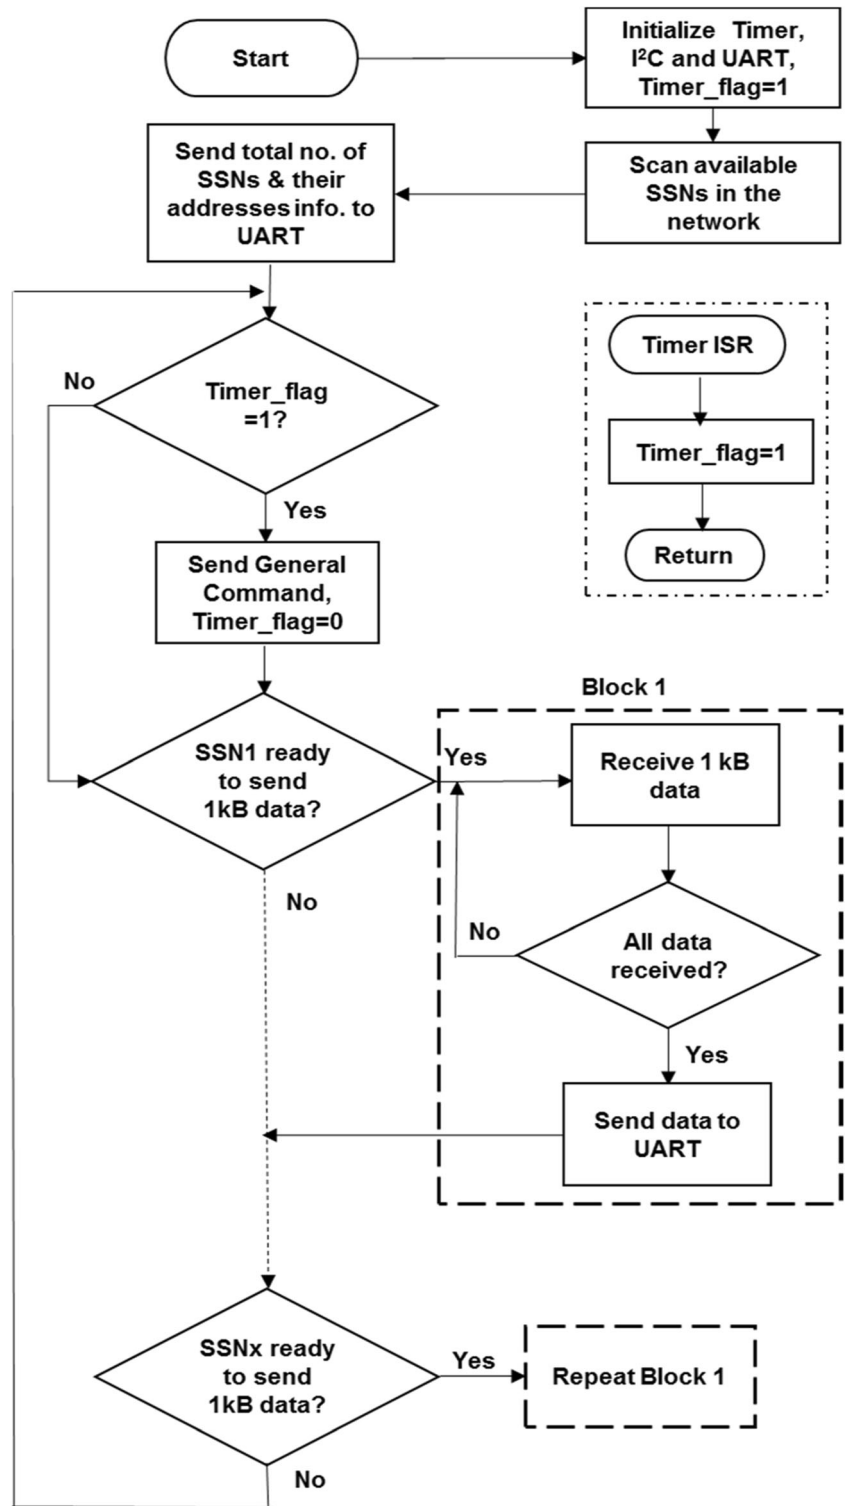 Start
Initialize Timer,
I²C and UART,
Timer_flag=1
Scan available
SSNs in the
network
Send total no. of
SSNs & their
addresses info. to
UART
Timer_flag
=1?
No
Yes
Send General
Command,
Timer_flag=0
Timer ISR
Timer_flag=1
Return
SSN1 ready
to send
1kB data?
Yes
No
Block 1
Receive 1 kB
data
All data
received?
No
Yes
Send data to
UART
SSNx ready
to send
1kB data?
Yes
Repeat Block 1
No